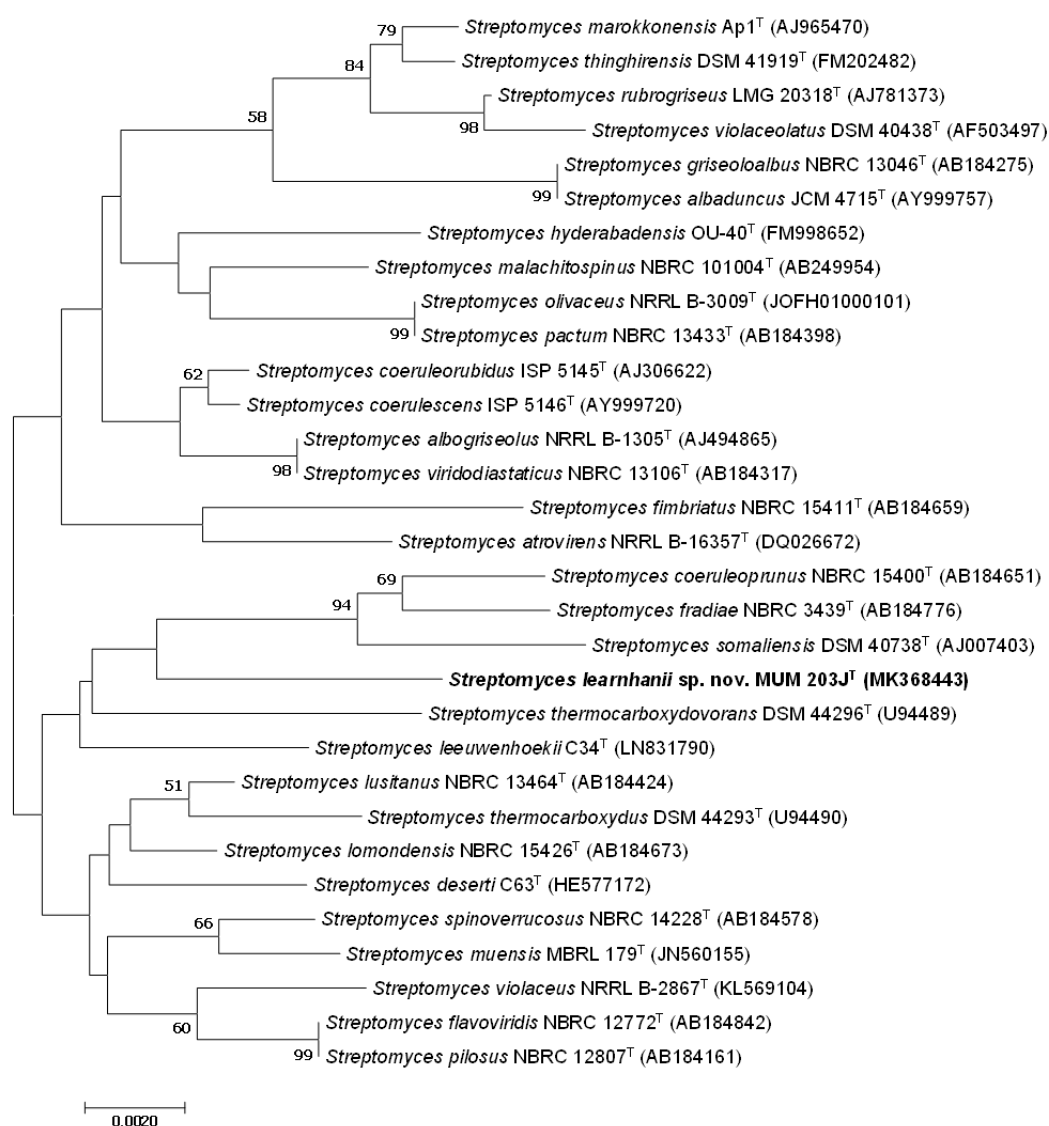 Streptomyces marokkonensis Ap1ᵀ (AJ965470)
79
Streptomyces thinghirensis DSM 41919ᵀ (FM202482)
84
Streptomyces rubrogriseus LMG 20318ᵀ (AJ781373)
58
98
Streptomyces violaceolatus DSM 40438ᵀ (AF503497)
Streptomyces griseoloalbus NBRC 13046ᵀ (AB184275)
99
Streptomyces albaduncus JCM 4715ᵀ (AY999757)
Streptomyces hyderabadensis OU-40ᵀ (FM998652)
Streptomyces malachitospinus NBRC 101004ᵀ (AB249954)
Streptomyces olivaceus NRRL B-3009ᵀ (JOFH01000101)
99
Streptomyces pactum NBRC 13433ᵀ (AB184398)
Streptomyces coeruleorubidus ISP 5145ᵀ (AJ306622)
62
Streptomyces coerulescens ISP 5146ᵀ (AY999720)
Streptomyces albogriseolus NRRL B-1305ᵀ (AJ494865)
98
Streptomyces viridodiastaticus NBRC 13106ᵀ (AB184317)
Streptomyces fimbriatus NBRC 15411ᵀ (AB184659)
Streptomyces atrovirens NRRL B-16357ᵀ (DQ026672)
Streptomyces coeruleoprunus NBRC 15400ᵀ (AB184651)
69
94
Streptomyces fradiae NBRC 3439ᵀ (AB184776)
Streptomyces somaliensis DSM 40738ᵀ (AJ007403)
Streptomyces learnhanii sp. nov. MUM 203Jᵀ (MK368443)
Streptomyces thermocarboxydovorans DSM 44296ᵀ (U94489)
Streptomyces leeuwenhoekii C34ᵀ (LN831790)
Streptomyces lusitanus NBRC 13464ᵀ (AB184424)
51
Streptomyces thermocarboxydus DSM 44293ᵀ (U94490)
Streptomyces lomondensis NBRC 15426ᵀ (AB184673)
Streptomyces deserti C63ᵀ (HE577172)
Streptomyces spinoverrucosus NBRC 14228ᵀ (AB184578)
66
Streptomyces muensis MBRL 179ᵀ (JN560155)
Streptomyces violaceus NRRL B-2867ᵀ (KL569104)
Streptomyces flavoviridis NBRC 12772ᵀ (AB184842)
60
99
Streptomyces pilosus NBRC 12807ᵀ (AB184161)
0.0020